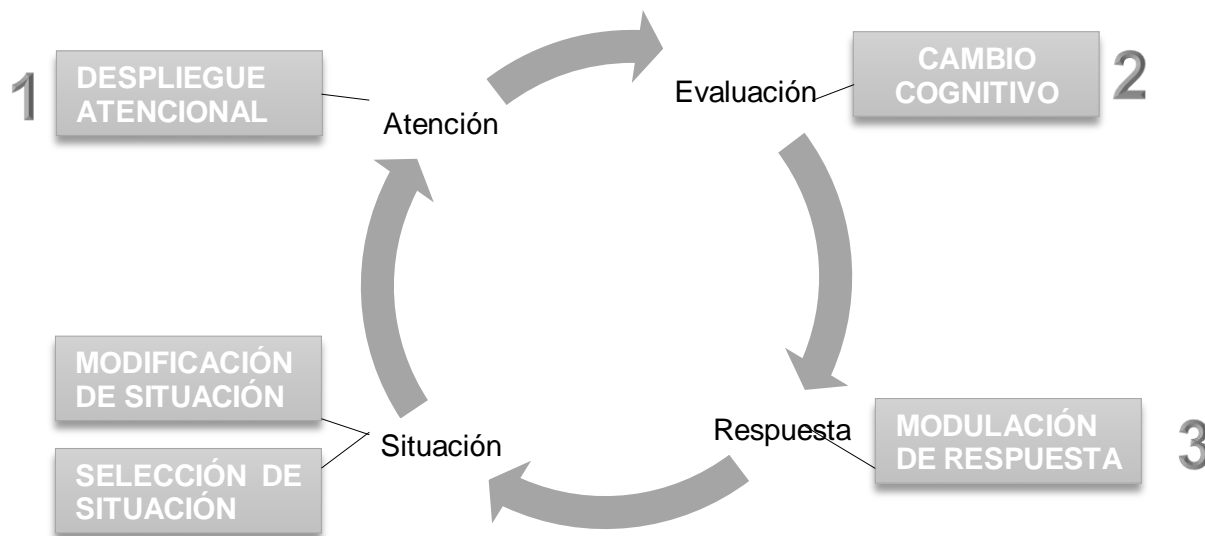 1
DESPLIEGUE
ATENCIONAL
Atención
Evaluación
CAMBIO
COGNITIVO
2
MODIFICACIÓN
DE SITUACIÓN
SELECCIÓN DE
SITUACIÓN
Situación
Respuesta
MODULACIÓN
DE RESPUESTA
3